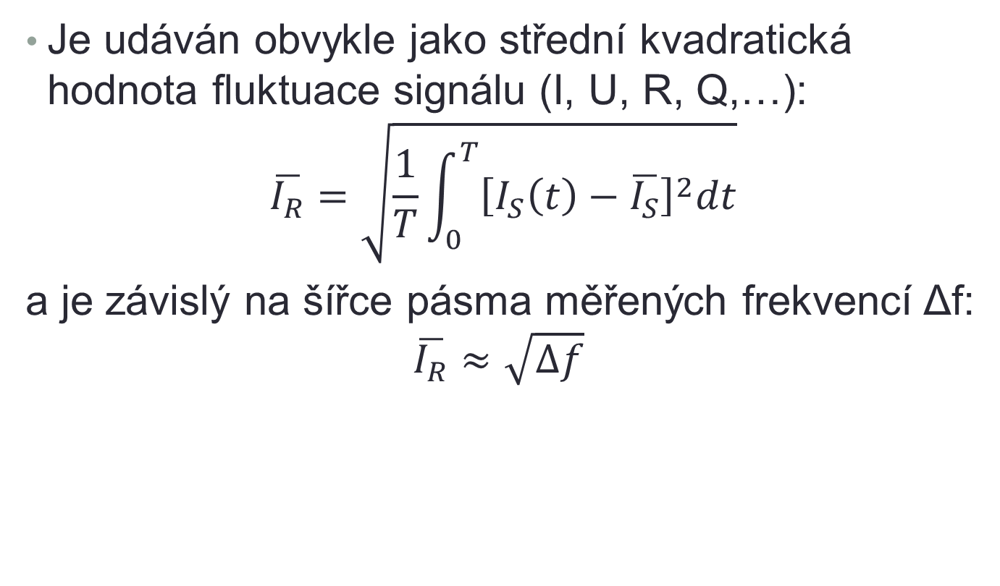 • Je udáván obvykle jako střední kvadratická
hodnota fluktuace signálu (I, U, R, Q,…):
$\overline{I_R} = \sqrt{\frac{1}{T} \int_0^T [I_S(t) - \overline{I_S}]^2 dt}$
a je závislý na šířce pásma měřených frekvencí Δf:
$\overline{I_R} \approx \sqrt{\Delta f}$